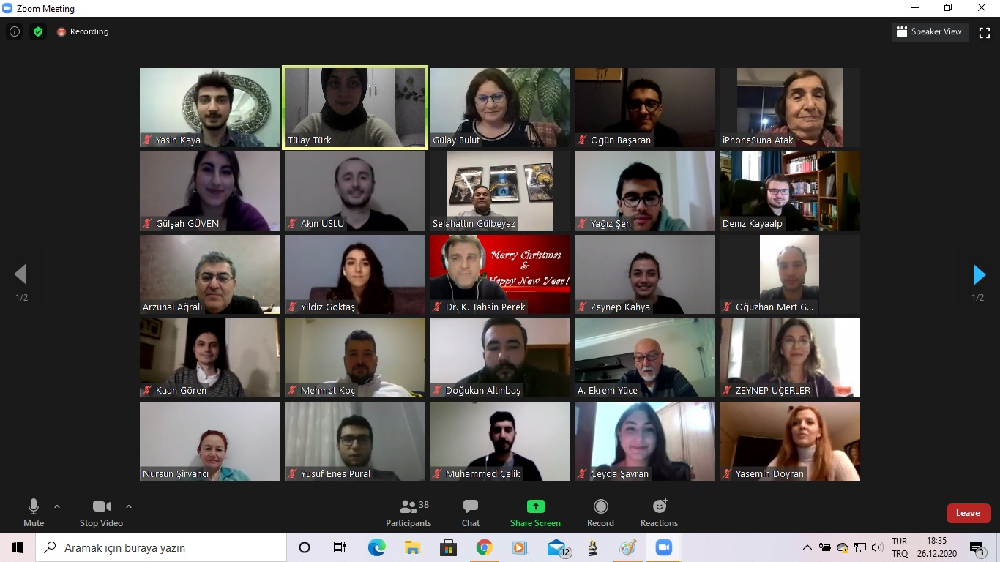 Zoom Meeting
Recording
Speaker View
Yasin Kaya
Tülay Türk
Gülay Bulut
Ogün Başaran
iPhoneSuna Atak
Gülşah GÜVEN
Akın USLU
Selahattin Gülbeyaz
Yağız Şen
Deniz Kayaalp
Merry Christmas
&
Happy New Year!
Arzuhal Ağralı
Yıldız Göktaş
Dr. K. Tahsin Perek
Zeynep Kahya
Oğuzhan Mert G...
1/2
1/2
Kaan Gören
Mehmet Koç
Doğukan Altınbaş
A. Ekrem Yüce
ZEYNEP ÜÇERLER
Nursun Şirvancı
Yusuf Enes Pural
Muhammed Çelik
Ceyda Şavran
Yasemin Doyran
Mute
Stop Video
38
Participants
Chat
Share Screen
Record
Reactions
Leave
Aramak için buraya yazın
12
TUR
TRQ
18:35
26.12.2020
3